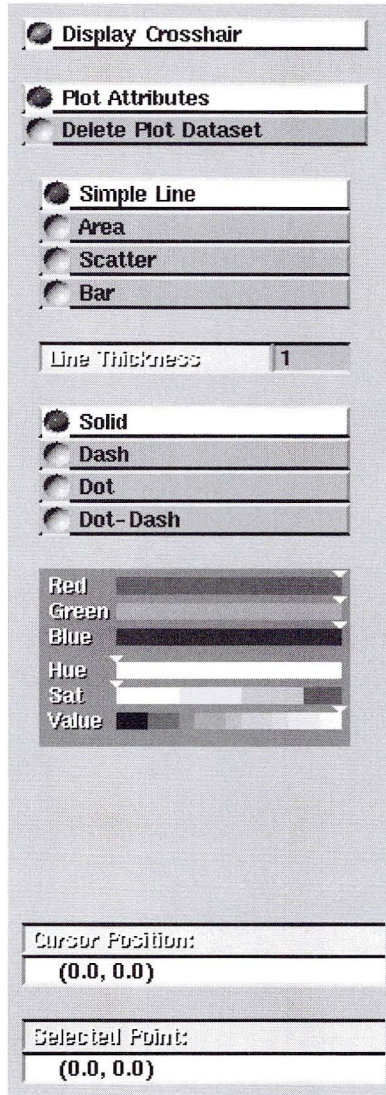 Display Crosshair
Plot Attributes
Delete Plot Dataset
Simple Line
Area
Scatter
Bar
Line Thickness 1
Solid
Dash
Dot
Dot-Dash
Red
Green
Blue
Hue
Sat
Value
Cursor Position:
(0.0, 0.0)
Selected Point:
(0.0, 0.0)